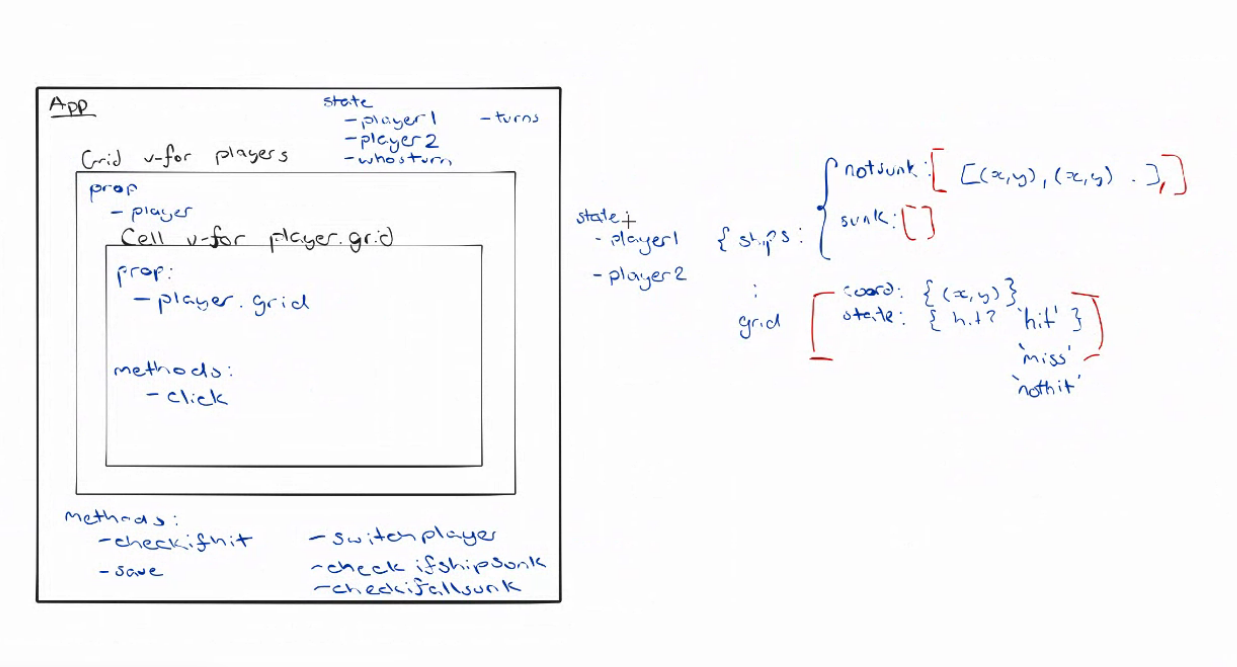 App
state
-player1 -turns
-player2
-whosturn
Grid v-for players
prop
-player
Cell v-for player.grid
prop:
-player.grid
methods:
-click
methods:
-checkifhit -switchplayer
-save -check ifshipsunk
-checkifallsunk
state
-player1 { ships:
-player2
notsunk: [ [(x,y), (x,y) . ], ]
sunk: []
:
grid
coord: {(x,y)}
state: { hit? 'hit' }
'miss'
'nothit'